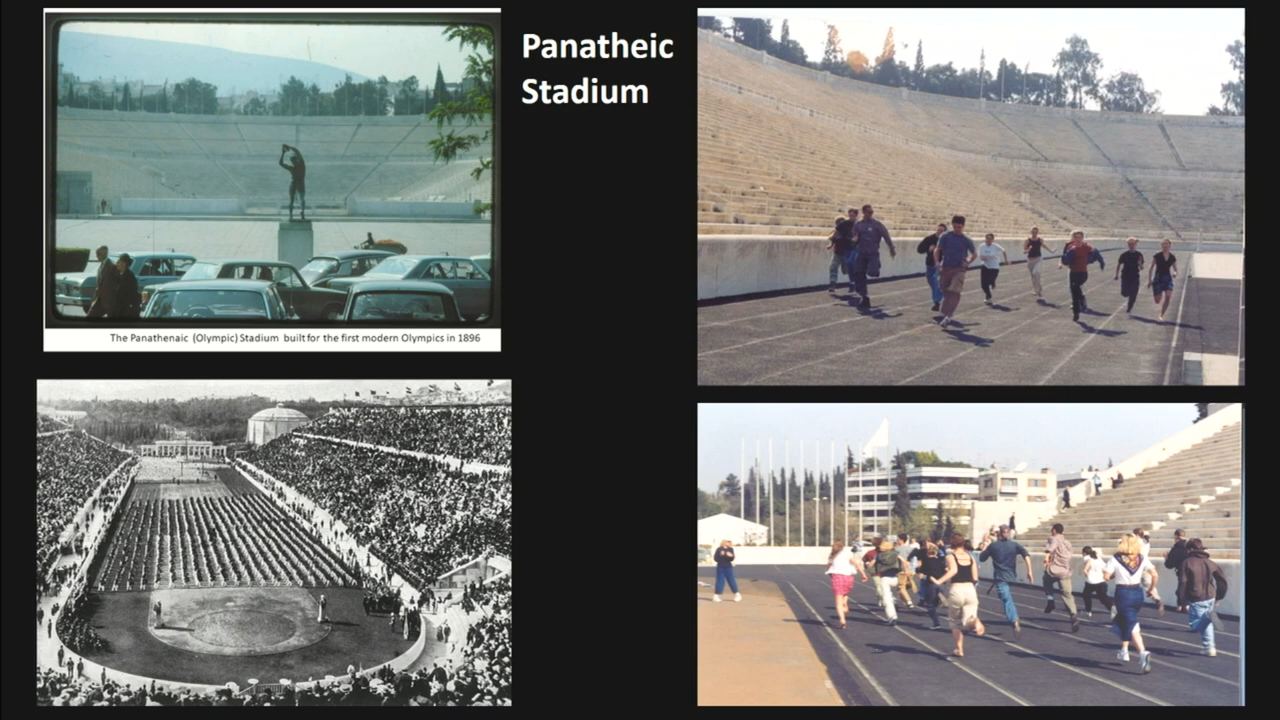 Panatheic
Stadium
The Panathenaic (Olympic) Stadium built for the first modern Olympics in 1896